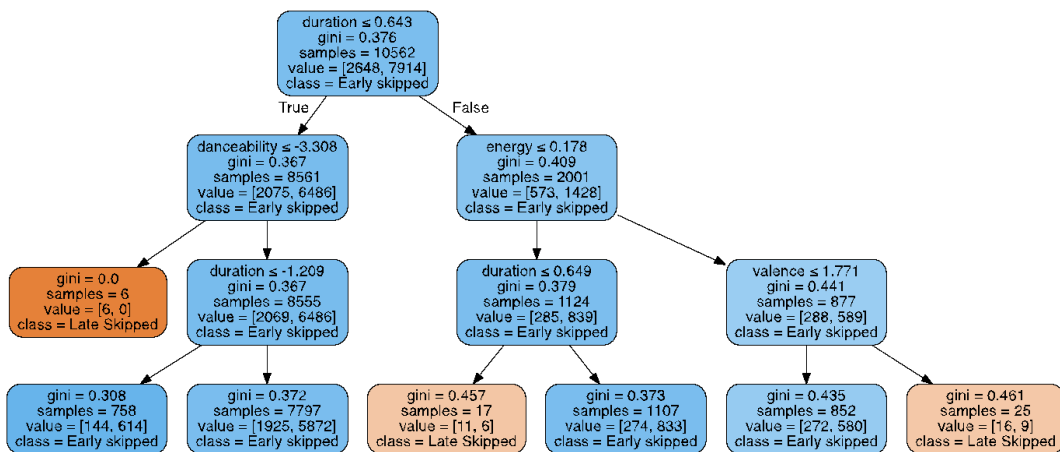 duration ≤ 0.643
gini = 0.376
samples = 10562
value = [2648, 7914]
class = Early skipped
True
False
danceability ≤ -3.308
gini = 0.367
samples = 8561
value = [2075, 6486]
class = Early skipped
energy ≤ 0.178
gini = 0.409
samples = 2001
value = [573, 1428]
class = Early skipped
gini = 0.0
samples = 6
value = [6, 0]
class = Late Skipped
duration ≤ -1.209
gini = 0.367
samples = 8555
value = [2069, 6486]
class = Early skipped
duration ≤ 0.649
gini = 0.379
samples = 1124
value = [285, 839]
class = Early skipped
valence ≤ 1.771
gini = 0.441
samples = 877
value = [288, 589]
class = Early skipped
gini = 0.308
samples = 758
value = [144, 614]
class = Early skipped
gini = 0.372
samples = 7797
value = [1925, 5872]
class = Early skipped
gini = 0.457
samples = 17
value = [11, 6]
class = Late Skipped
gini = 0.373
samples = 1107
value = [274, 833]
class = Early skipped
gini = 0.435
samples = 852
value = [272, 580]
class = Early skipped
gini = 0.461
samples = 25
value = [16, 9]
class = Late Skipped